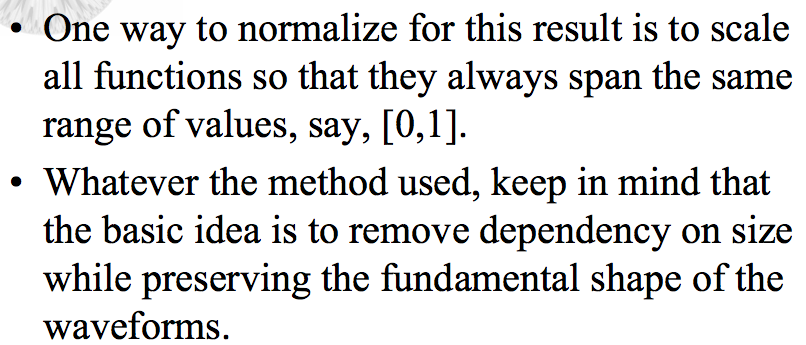 • One way to normalize for this result is to scale
all functions so that they always span the same
range of values, say, [0,1].
• Whatever the method used, keep in mind that
the basic idea is to remove dependency on size
while preserving the fundamental shape of the
waveforms.